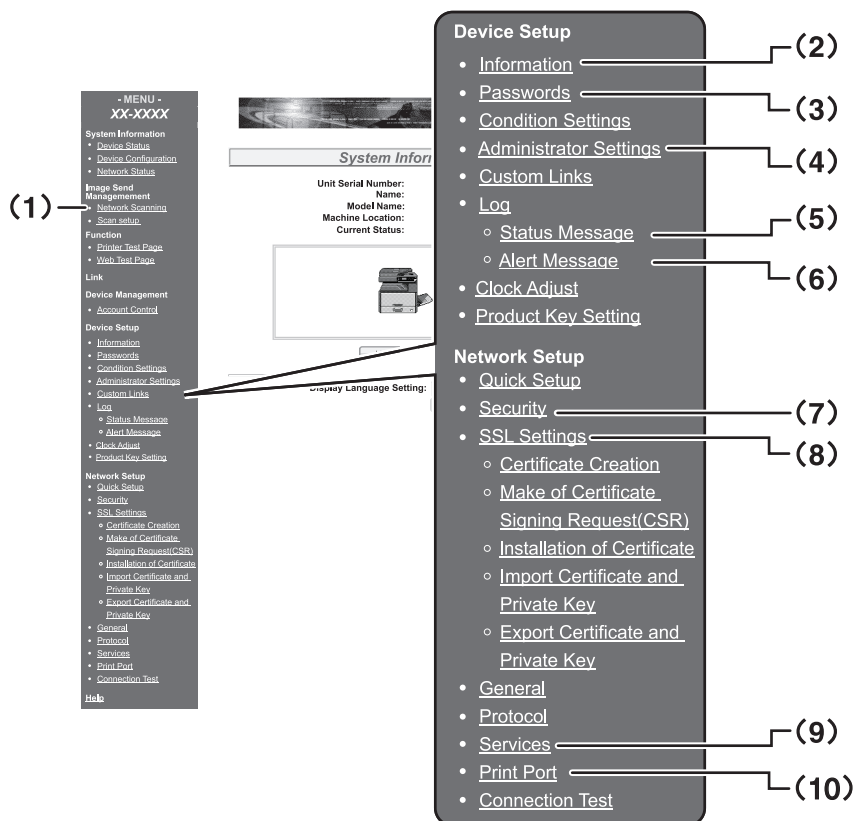 - MENU -
XX-XXXX
System Information
• Device Status
• Device Configuration
• Network Status
Image Send
Managemement
• Network Scanning
• Scan setup
Function
• Printer Test Page
• Web Test Page
Link
Device Management
• Account Control
Device Setup
• Information
• Passwords
• Condition Settings
• Administrator Settings
• Custom Links
• Log
Status Message
Alert Message
• Clock Adjust
• Product Key Setting
Network Setup
• Quick Setup
• Security
• SSL Settings
Certificate Creation
Make of Certificate
Signing Request(CSR)
Installation of Certificate
Import Certificate and
Private Key
Export Certificate and
Private Key
• General
• Protocol
• Services
• Print Port
• Connection Test
Help
(1)
System Infor
Unit Serial Number:
Name:
Model Name:
Machine Location:
Current Status:
Display Language Setting:
Device Setup
• Information
• Passwords
• Condition Settings
• Administrator Settings
• Custom Links
• Log
Status Message
Alert Message
• Clock Adjust
• Product Key Setting
Network Setup
• Quick Setup
• Security
• SSL Settings
Certificate Creation
Make of Certificate
Signing Request(CSR)
Installation of Certificate
Import Certificate and
Private Key
Export Certificate and
Private Key
• General
• Protocol
• Services
• Print Port
• Connection Test
(2)
(3)
(4)
(5)
(6)
(7)
(8)
(9)
(10)